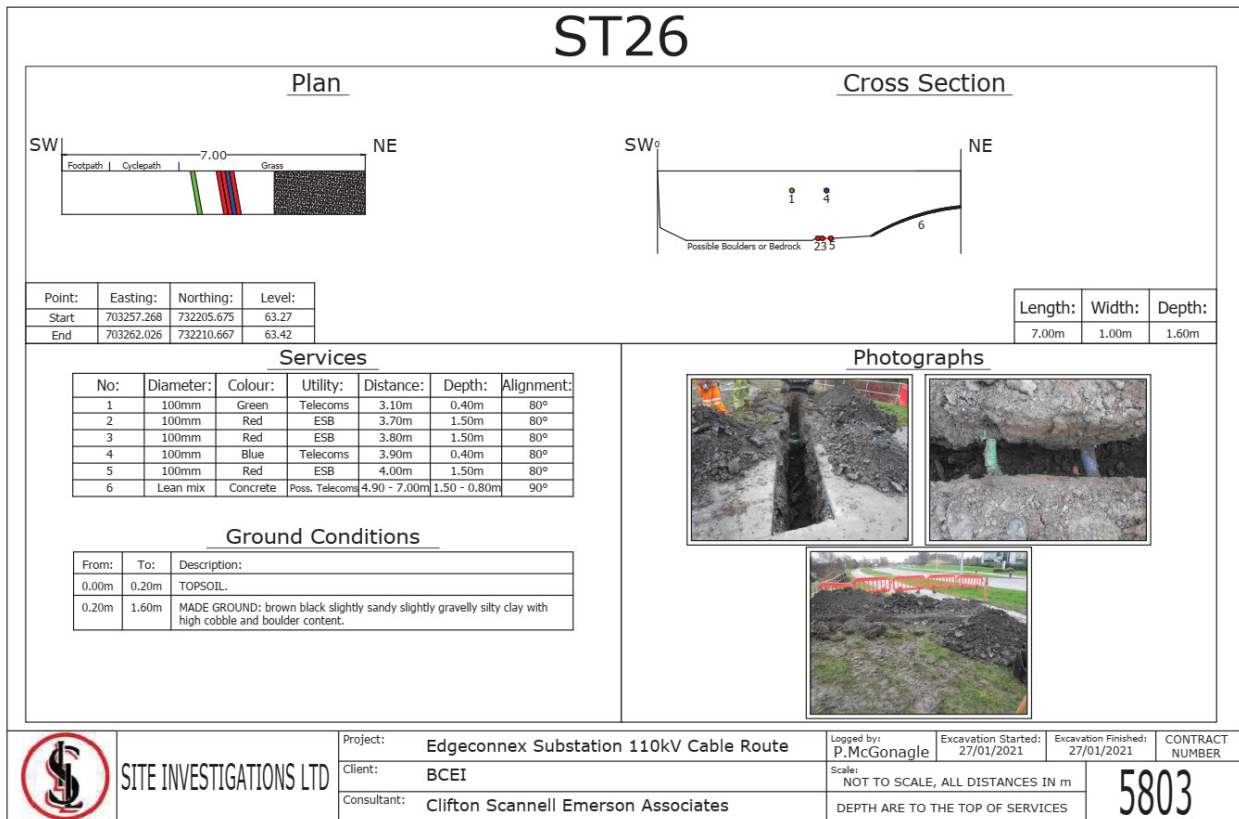 ST26
Plan
SW
NE
7.00
Footpath | Cyclepath | Grass
Cross Section
SW 0
NE
1
4
6
Possible Boulders or Bedrock
2 3 5
Point: Easting: Northing: Level:
Start 703257.268 732205.675 63.27
End 703262.026 732210.667 63.42
Length: Width: Depth:
7.00m 1.00m 1.60m
Services
No: Diameter: Colour: Utility: Distance: Depth: Alignment:
1 100mm Green Telecoms 3.10m 0.40m 80°
2 100mm Red ESB 3.70m 1.50m 80°
3 100mm Red ESB 3.80m 1.50m 80°
4 100mm Blue Telecoms 3.90m 0.40m 80°
5 100mm Red ESB 4.00m 1.50m 80°
6 Lean mix Concrete Poss. Telecoms 4.90 - 7.00m 1.50 - 0.80m 90°
Ground Conditions
From: To: Description:
0.00m 0.20m TOPSOIL.
0.20m 1.60m MADE GROUND: brown black slightly sandy slightly gravelly silty clay with
high cobble and boulder content.
Photographs
SITE INVESTIGATIONS LTD
Project: Edgeconnex Substation 110kV Cable Route
Client: BCEI
Consultant: Clifton Scannell Emerson Associates
Logged by:
P.McGonagle
Excavation Started:
27/01/2021
Excavation Finished:
27/01/2021
Scale:
NOT TO SCALE, ALL DISTANCES IN m
DEPTH ARE TO THE TOP OF SERVICES
CONTRACT
NUMBER
5803